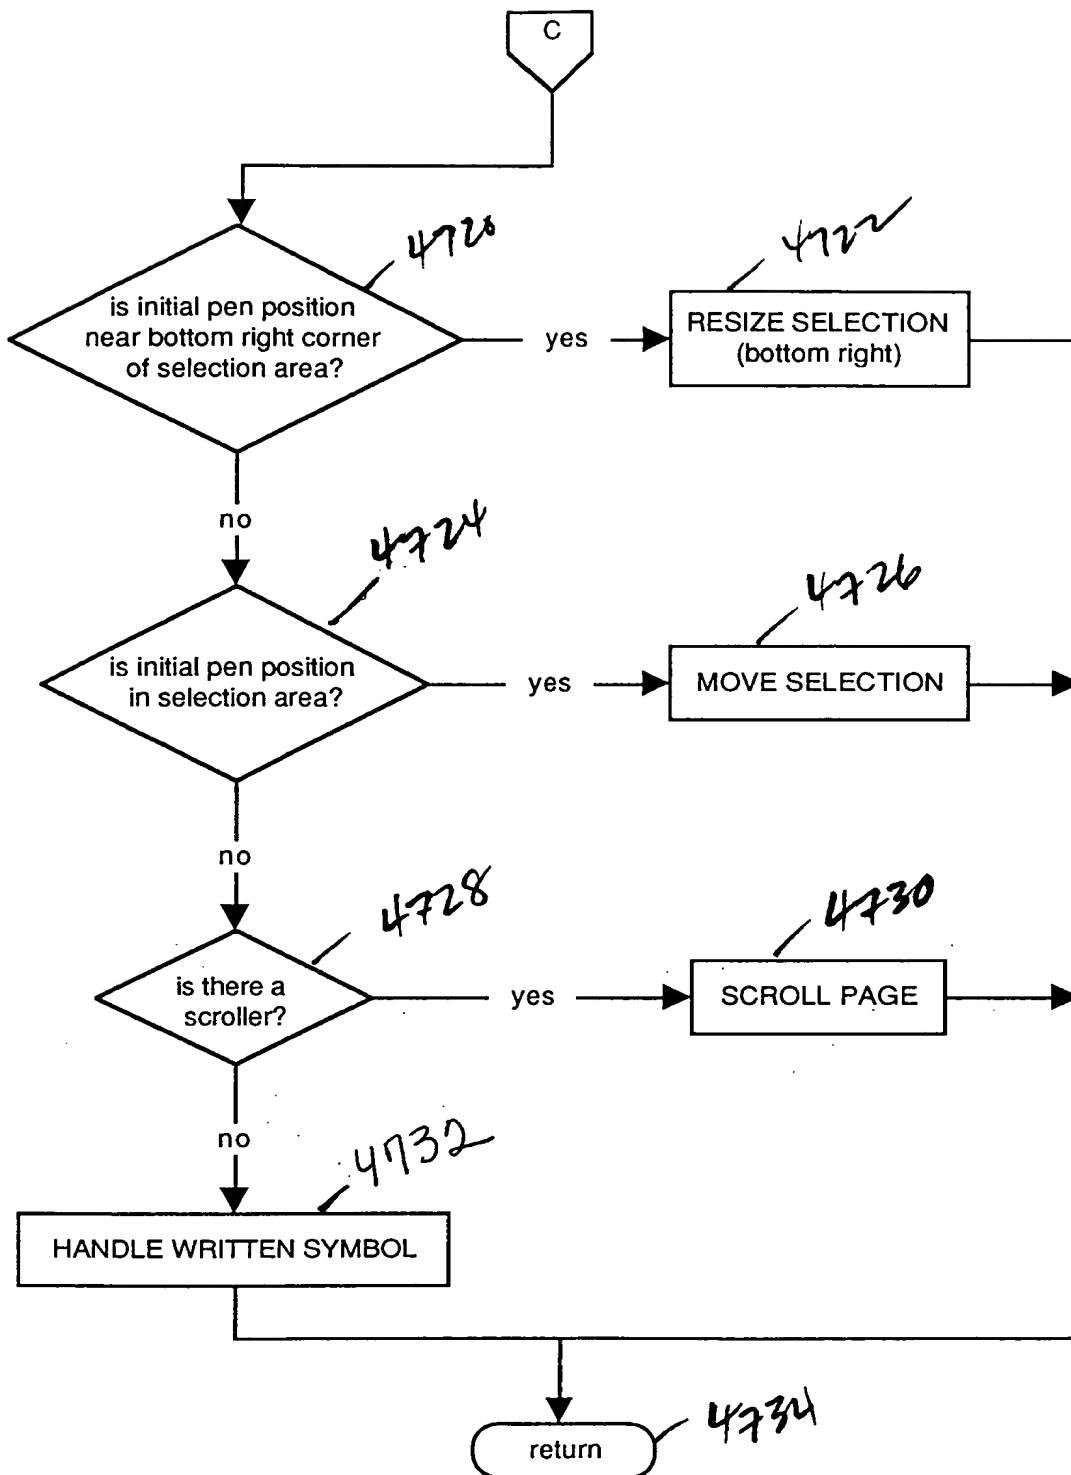 C
4720
is initial pen position
near bottom right corner
of selection area?
yes
4722
RESIZE SELECTION
(bottom right)
no
4724
is initial pen position
in selection area?
yes
4726
MOVE SELECTION
no
4728
is there a
scroller?
yes
4730
SCROLL PAGE
no
4732
HANDLE WRITTEN SYMBOL
4734
return